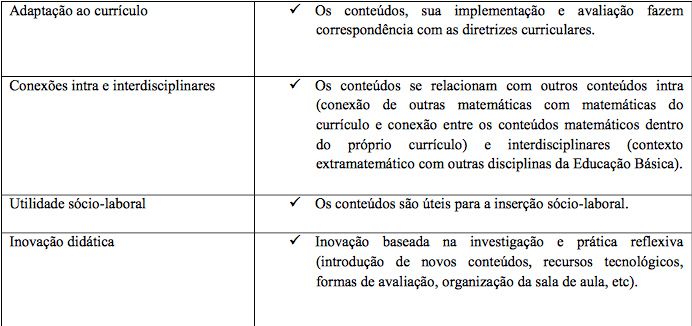 Adaptação ao currículo
✓ Os conteúdos, sua implementação e avaliação fazem
correspondência com as diretrizes curriculares.
Conexões intra e interdisciplinares
✓ Os conteúdos se relacionam com outros conteúdos intra
(conexão de outras matemáticas com matemáticas do
currículo e conexão entre os conteúdos matemáticos dentro
do próprio currículo) e interdisciplinares (contexto
extramatemático com outras disciplinas da Educação Básica).
Utilidade sócio-laboral
✓ Os conteúdos são úteis para a inserção sócio-laboral.
Inovação didática
✓ Inovação baseada na investigação e prática reflexiva
(introdução de novos conteúdos, recursos tecnológicos,
formas de avaliação, organização da sala de aula, etc).